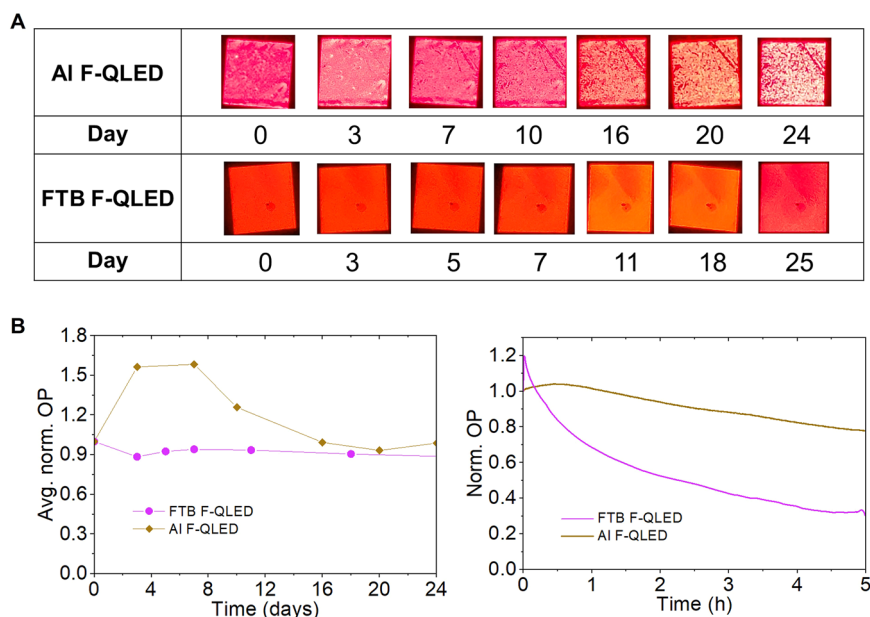 A
AI F-QLED
Day 0 3 7 10 16 20 24
FTB F-QLED
Day 0 3 5 7 11 18 25
B
Avg. norm. OP
1.8
1.5
1.2
0.9
0.6
0.3
0.0
FTB F-QLED
AI F-QLED
0 4 8 12 16 20 24
Time (days)
Norm. OP
1.2
1.0
0.8
0.6
0.4
0.2
0.0
FTB F-QLED
AI F-QLED
0 1 2 3 4 5
Time (h)